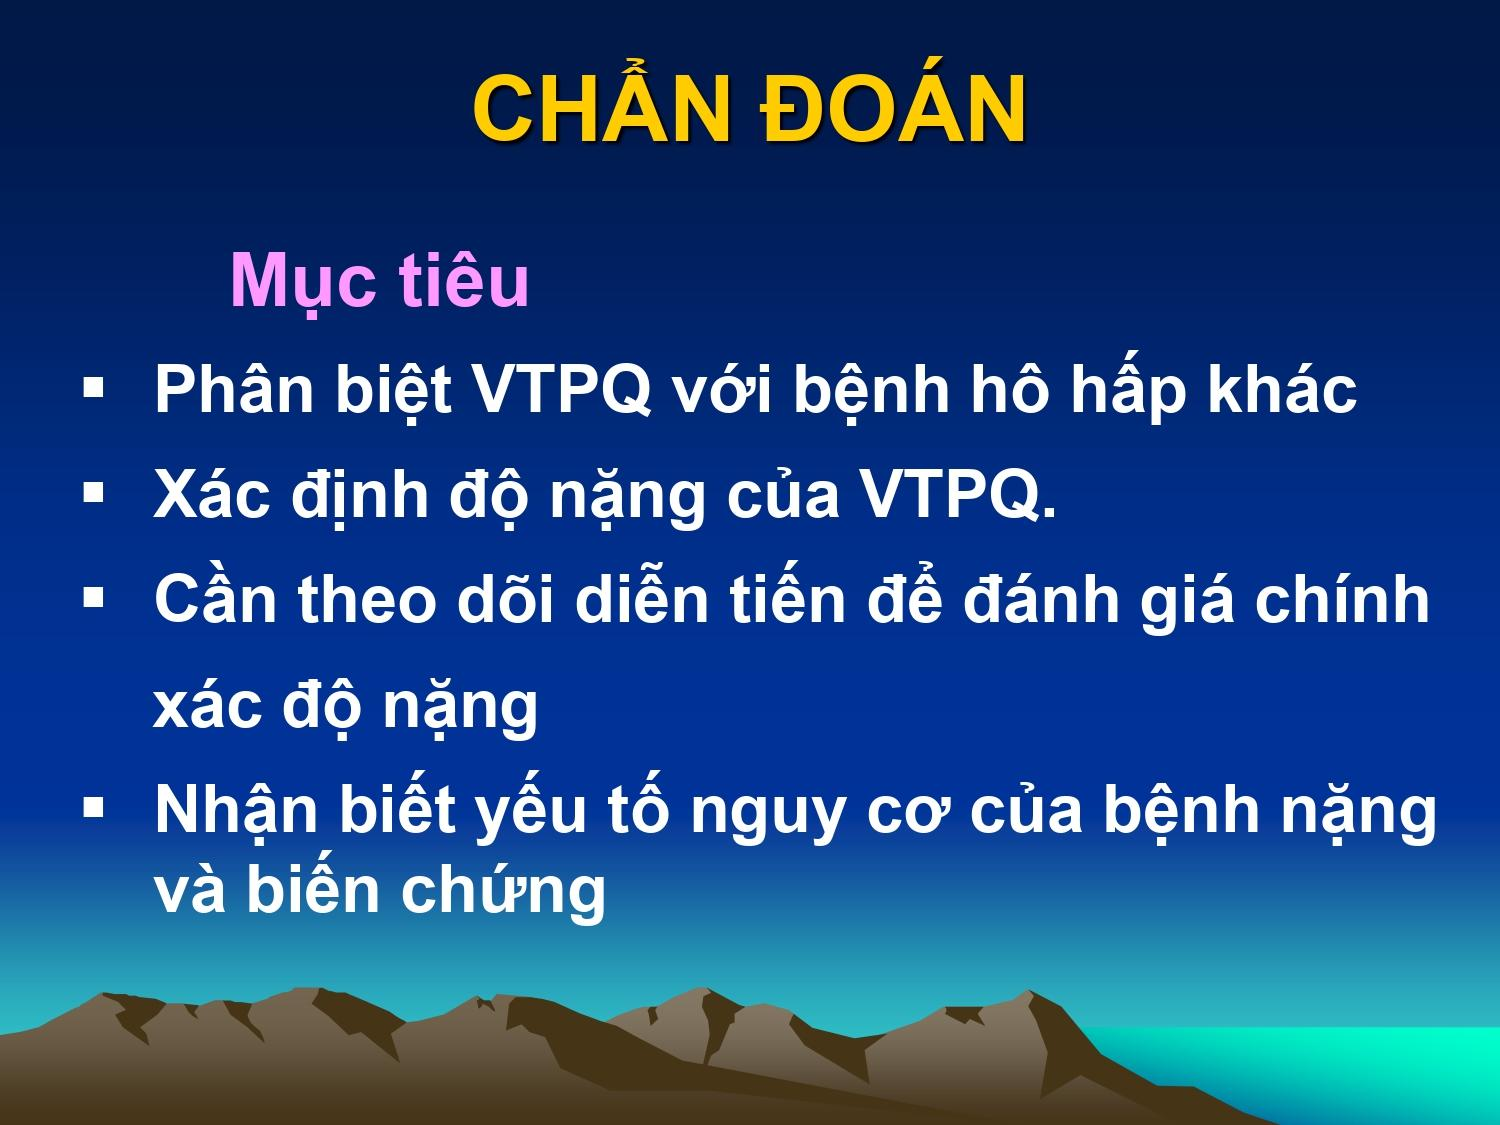 CHẨN ĐOÁN
Mục tiêu
▪ Phân biệt VTPQ với bệnh hô hấp khác
▪ Xác định độ nặng của VTPQ.
▪ Cần theo dõi diễn tiến để đánh giá chính
xác độ nặng
▪ Nhận biết yếu tố nguy cơ của bệnh nặng
và biến chứng